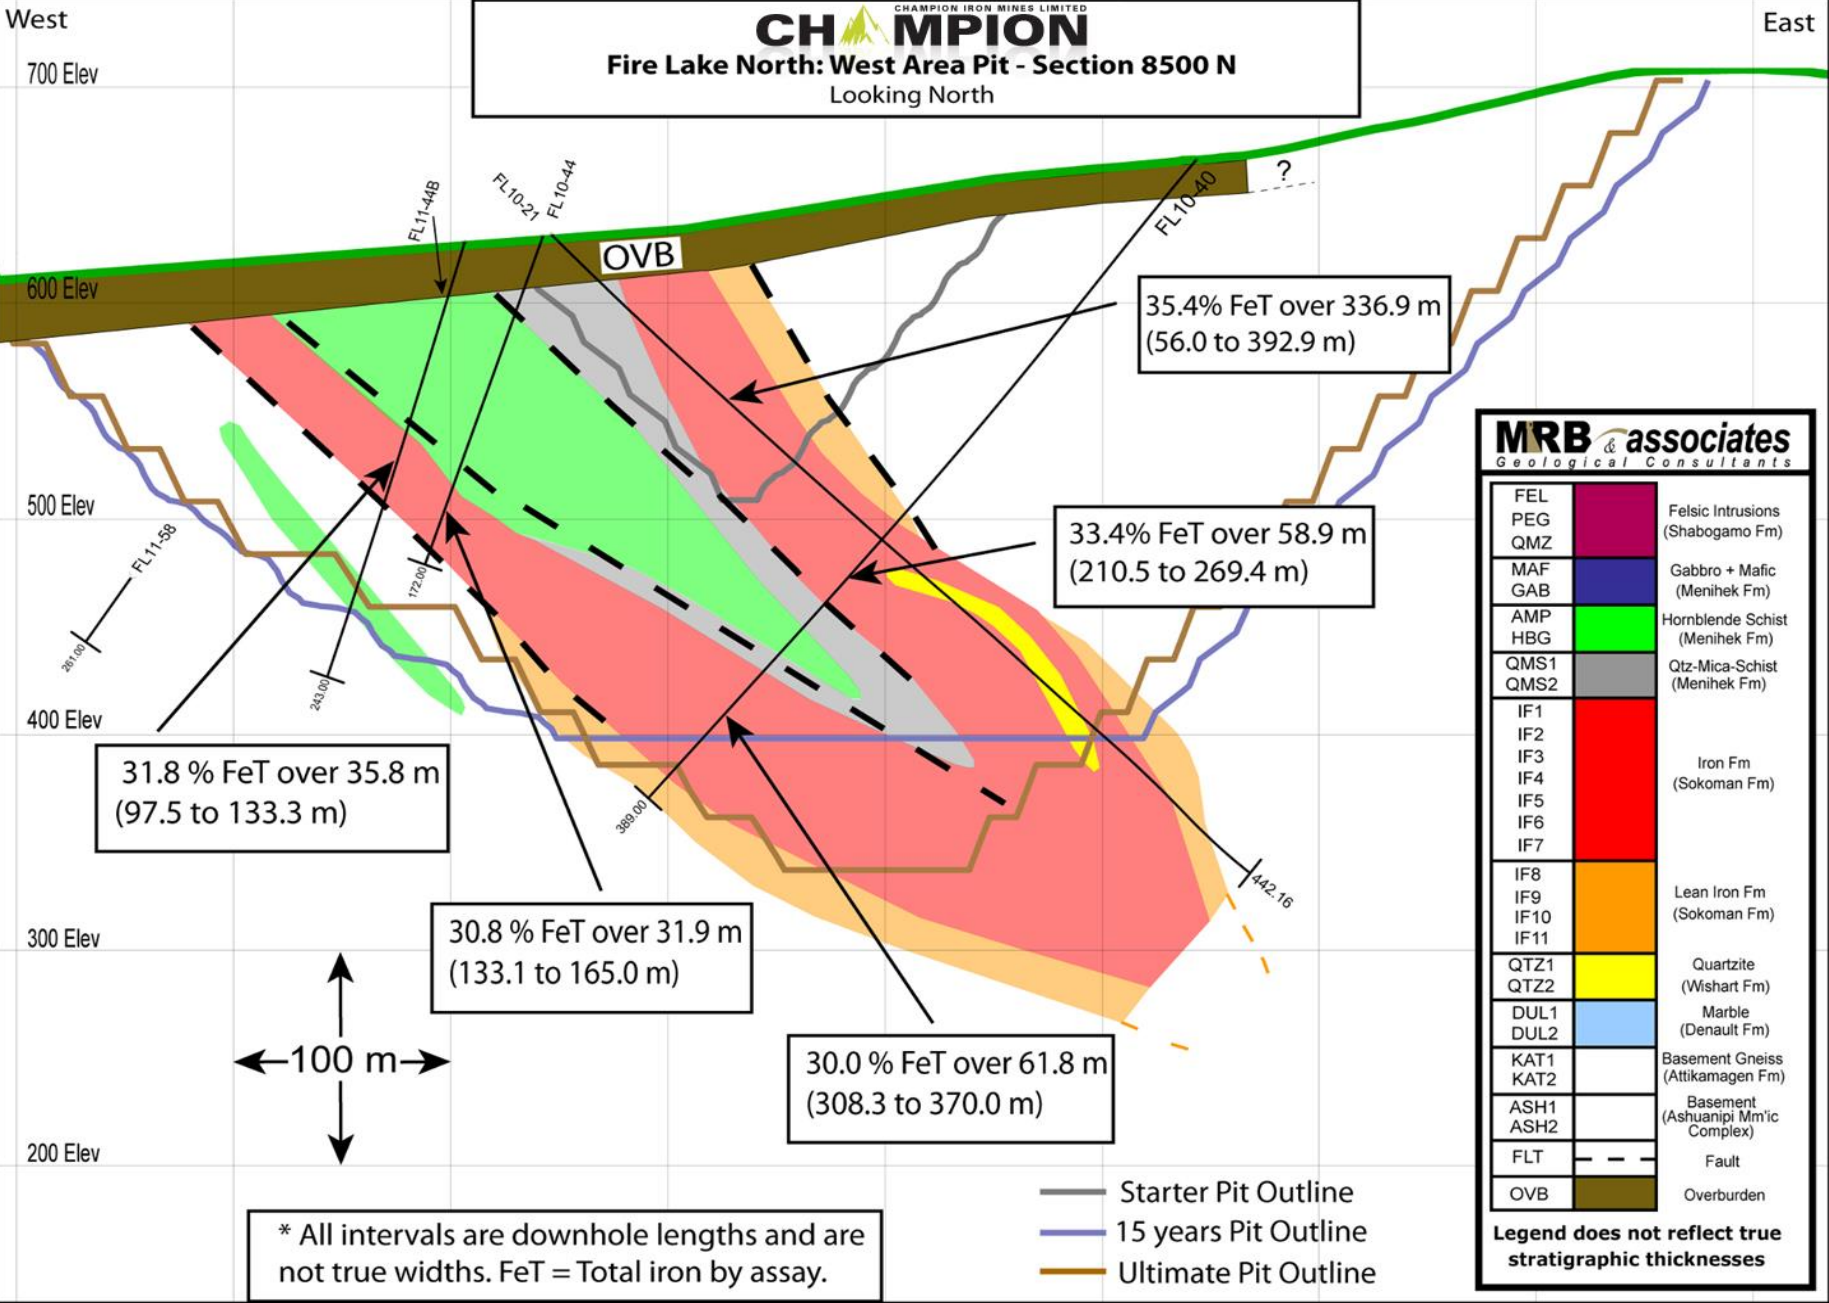 West
East
CHAMPION IRON MINES LIMITED
CHAMPION
Fire Lake North: West Area Pit - Section 8500 N
Looking North
700 Elev
600 Elev
500 Elev
400 Elev
300 Elev
200 Elev
FL11-44B
FL10-21
FL10-44
FL10-40
FL11-58
OVB
?
261.00
243.00
172.00
389.00
442.16
35.4% FeT over 336.9 m
(56.0 to 392.9 m)
33.4% FeT over 58.9 m
(210.5 to 269.4 m)
31.8 % FeT over 35.8 m
(97.5 to 133.3 m)
30.8 % FeT over 31.9 m
(133.1 to 165.0 m)
30.0 % FeT over 61.8 m
(308.3 to 370.0 m)
100 m
* All intervals are downhole lengths and are
not true widths. FeT = Total iron by assay.
Starter Pit Outline
15 years Pit Outline
Ultimate Pit Outline
MRB & associates
Geological Consultants
FEL
PEG
QMZ
Felsic Intrusions
(Shabogamo Fm)
MAF
GAB
Gabbro + Mafic
(Menihek Fm)
AMP
HBG
Hornblende Schist
(Menihek Fm)
QMS1
QMS2
Qtz-Mica-Schist
(Menihek Fm)
IF1
IF2
IF3
IF4
IF5
IF6
IF7
Iron Fm
(Sokoman Fm)
IF8
IF9
IF10
IF11
Lean Iron Fm
(Sokoman Fm)
QTZ1
QTZ2
Quartzite
(Wishart Fm)
DUL1
DUL2
Marble
(Denault Fm)
KAT1
KAT2
Basement Gneiss
(Attikamagen Fm)
ASH1
ASH2
Basement
(Ashuanipi Mm'ic
Complex)
FLT
Fault
OVB
Overburden
Legend does not reflect true
stratigraphic thicknesses